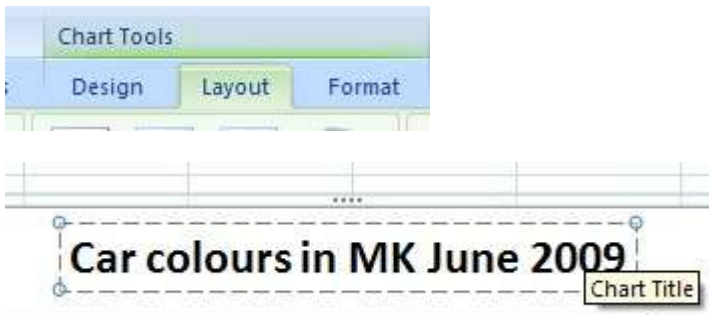 Chart Tools
s Design Layout Format
Car colours in MK June 2009
Chart Title